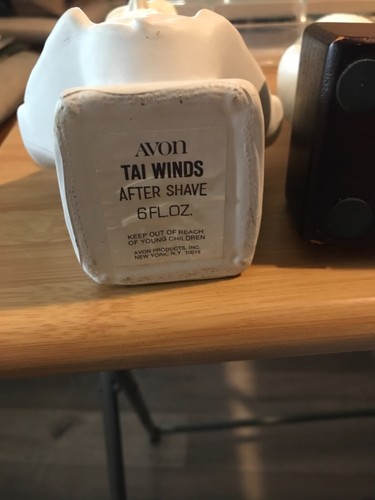 AVON
TAI WINDS
AFTER SHAVE
6 FL.OZ.
KEEP OUT OF REACH
OF YOUNG CHILDREN
AVON PRODUCTS, INC.
NEW YORK, N.Y. 10019